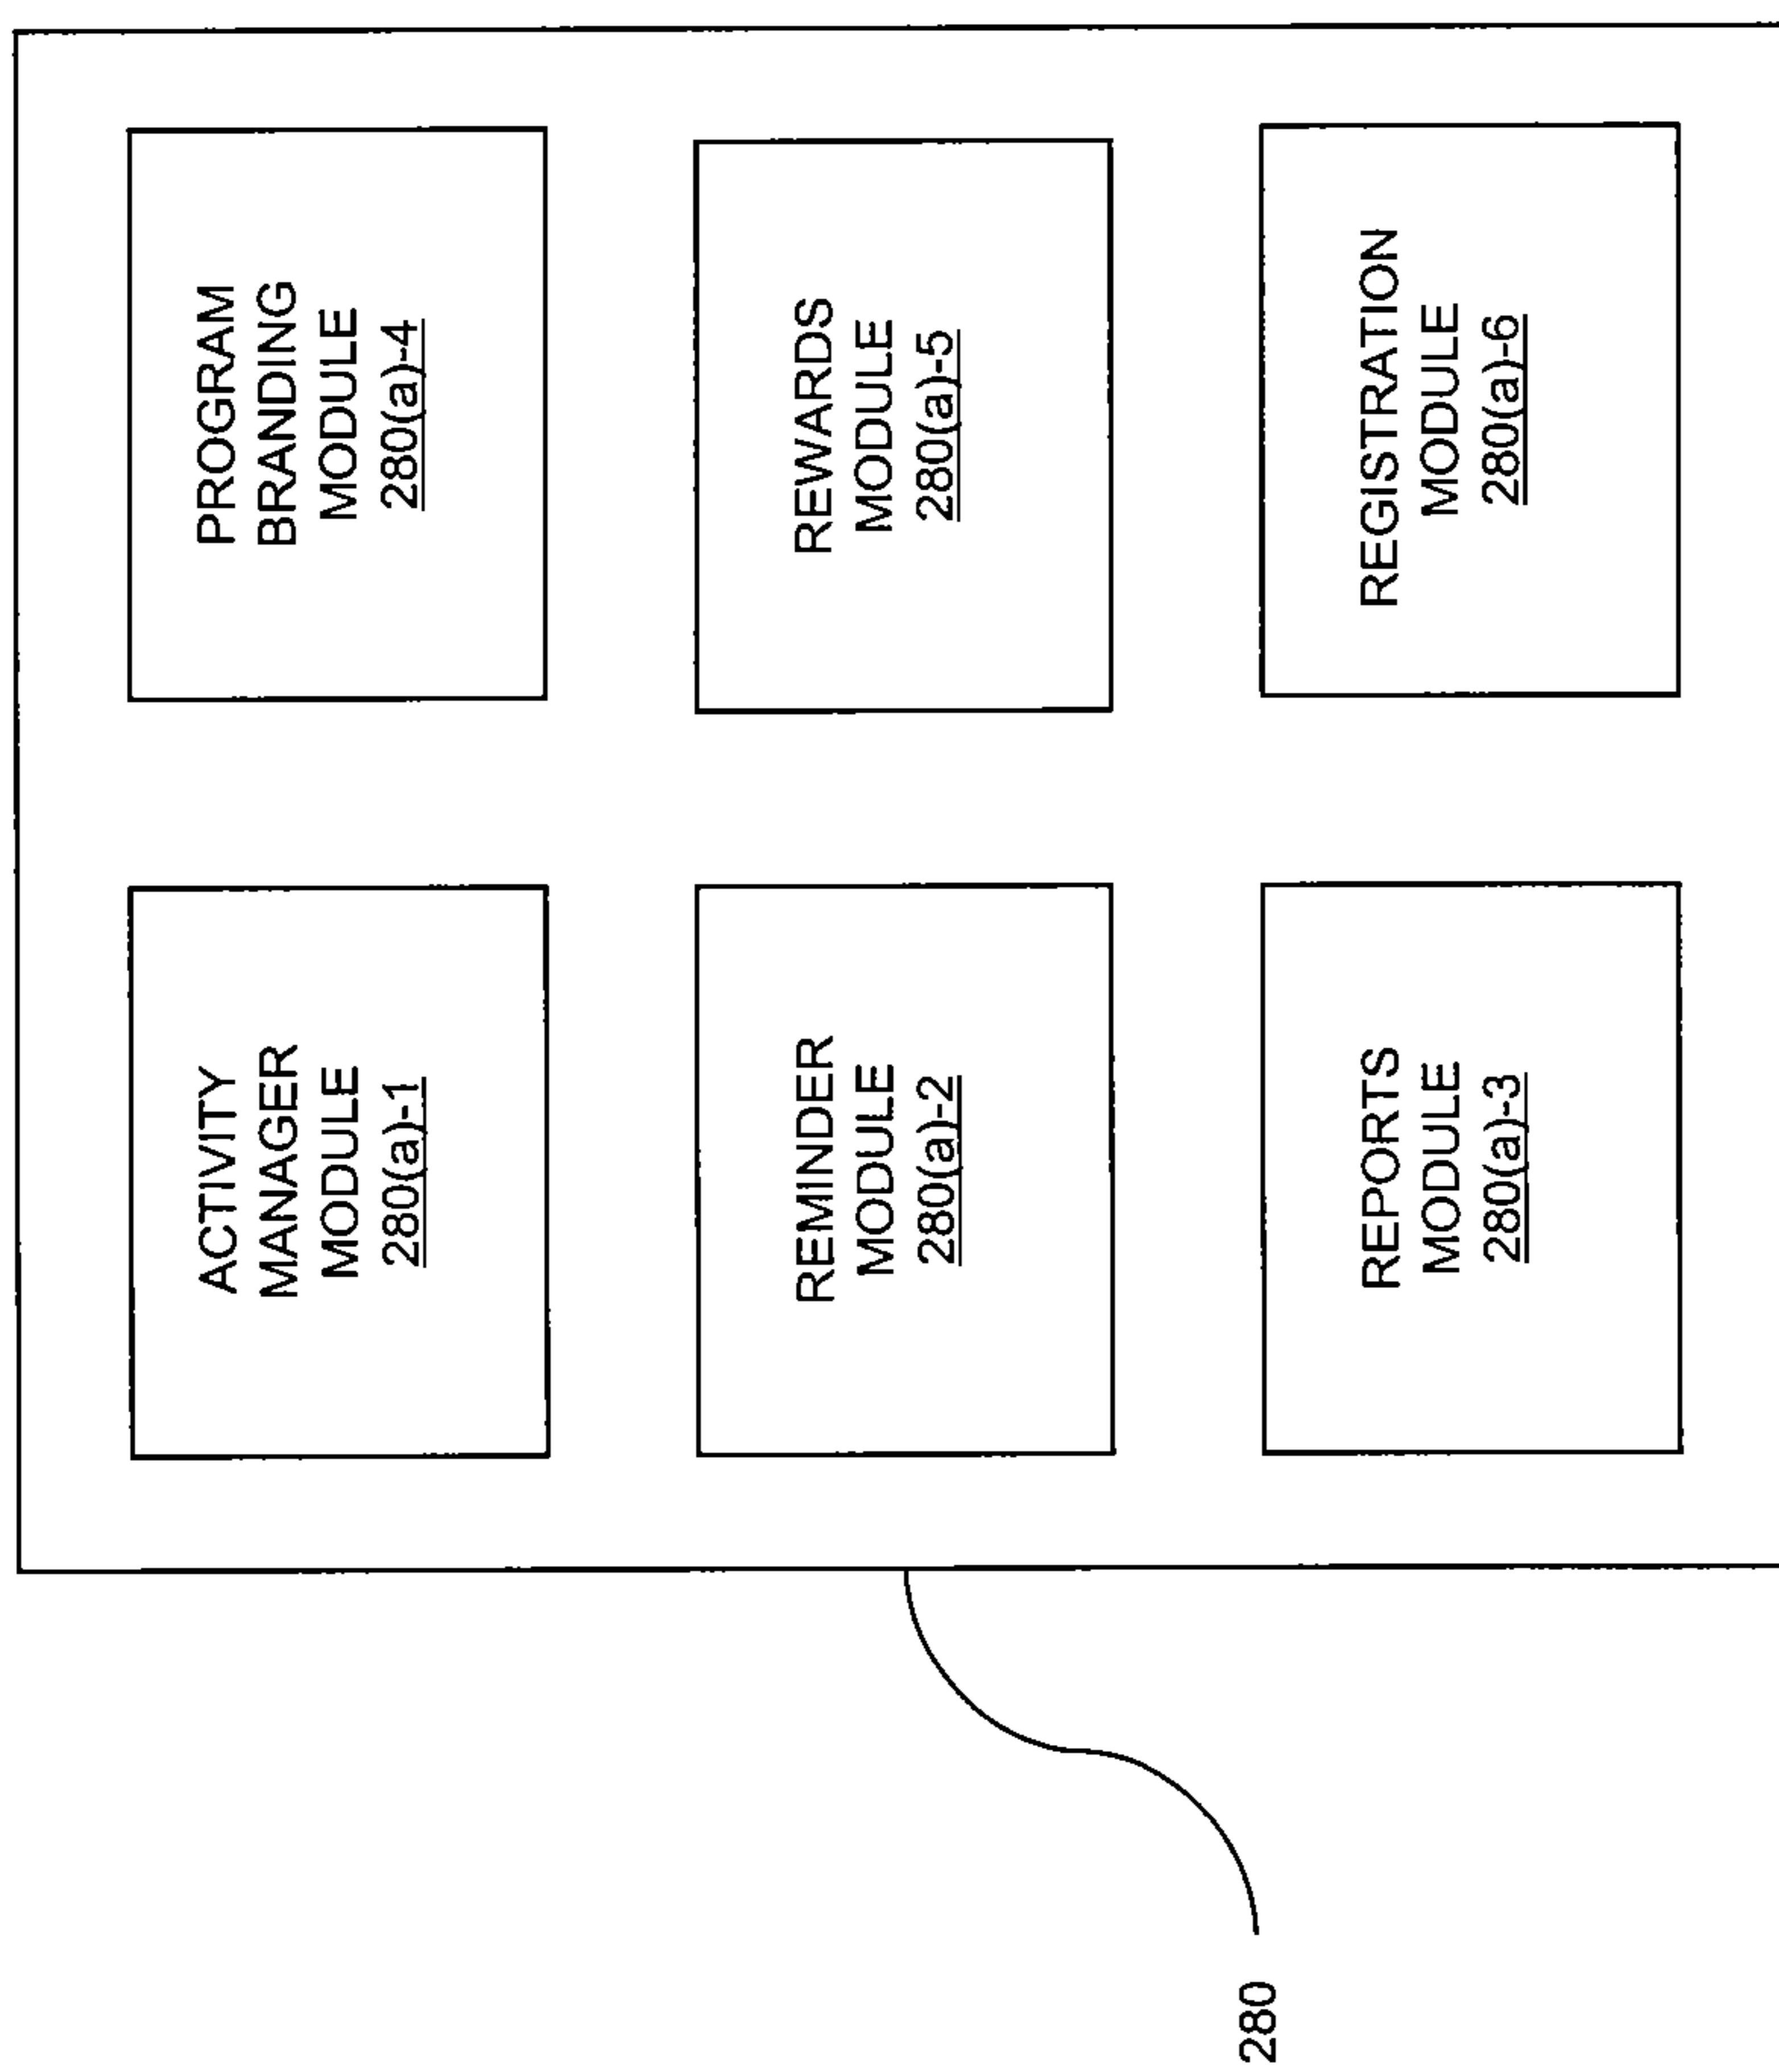 ACTIVITY
MANAGER
MODULE
280(a)-1
PROGRAM
BRANDING
MODULE
280(a)-4
REMINDER
MODULE
280(a)-2
REWARDS
MODULE
280(a)-5
REPORTS
MODULE
280(a)-3
REGISTRATION
MODULE
280(a)-6
280